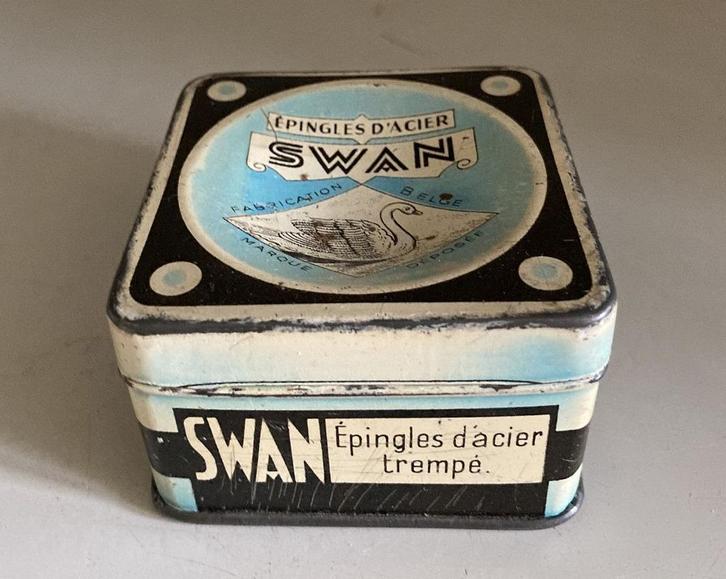 ÉPINGLES D'ACIER
SWAN
FABRICATION BELGE
MARQUE DÉPOSÉE
SWAN
Épingles d'acier
trempé.